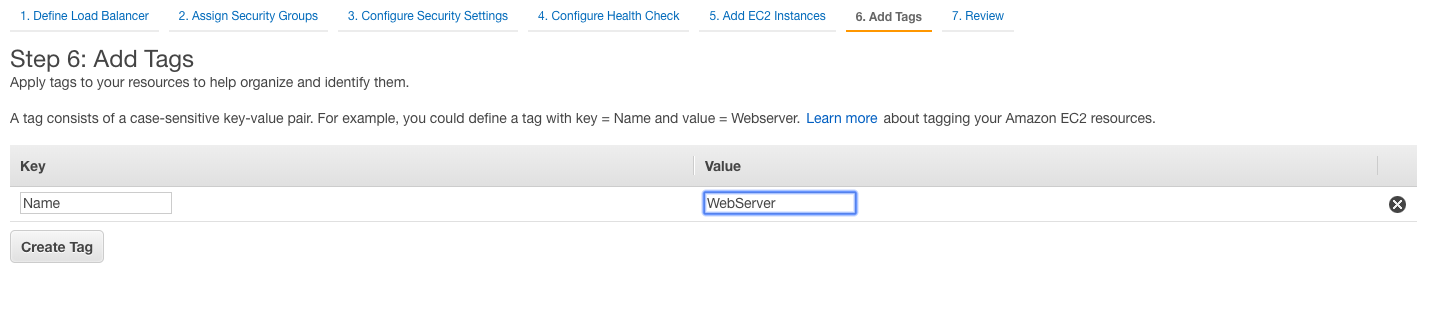 1. Define Load Balancer 2. Assign Security Groups 3. Configure Security Settings 4. Configure Health Check 5. Add EC2 Instances 6. Add Tags 7. Review
Step 6: Add Tags
Apply tags to your resources to help organize and identify them.
A tag consists of a case-sensitive key-value pair. For example, you could define a tag with key = Name and value = Webserver. Learn more about tagging your Amazon EC2 resources.
Key Value
Name WebServer
Create Tag